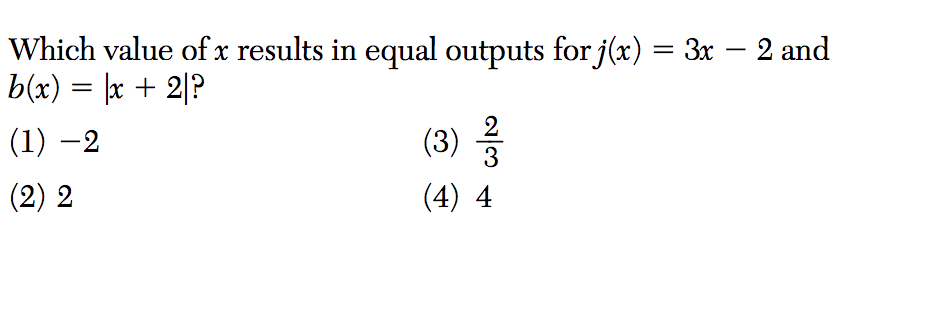 Which value of x results in equal outputs for j(x) = 3x − 2 and
b(x) = |x + 2|?
(1) −2
(3) 2/3
(2) 2
(4) 4